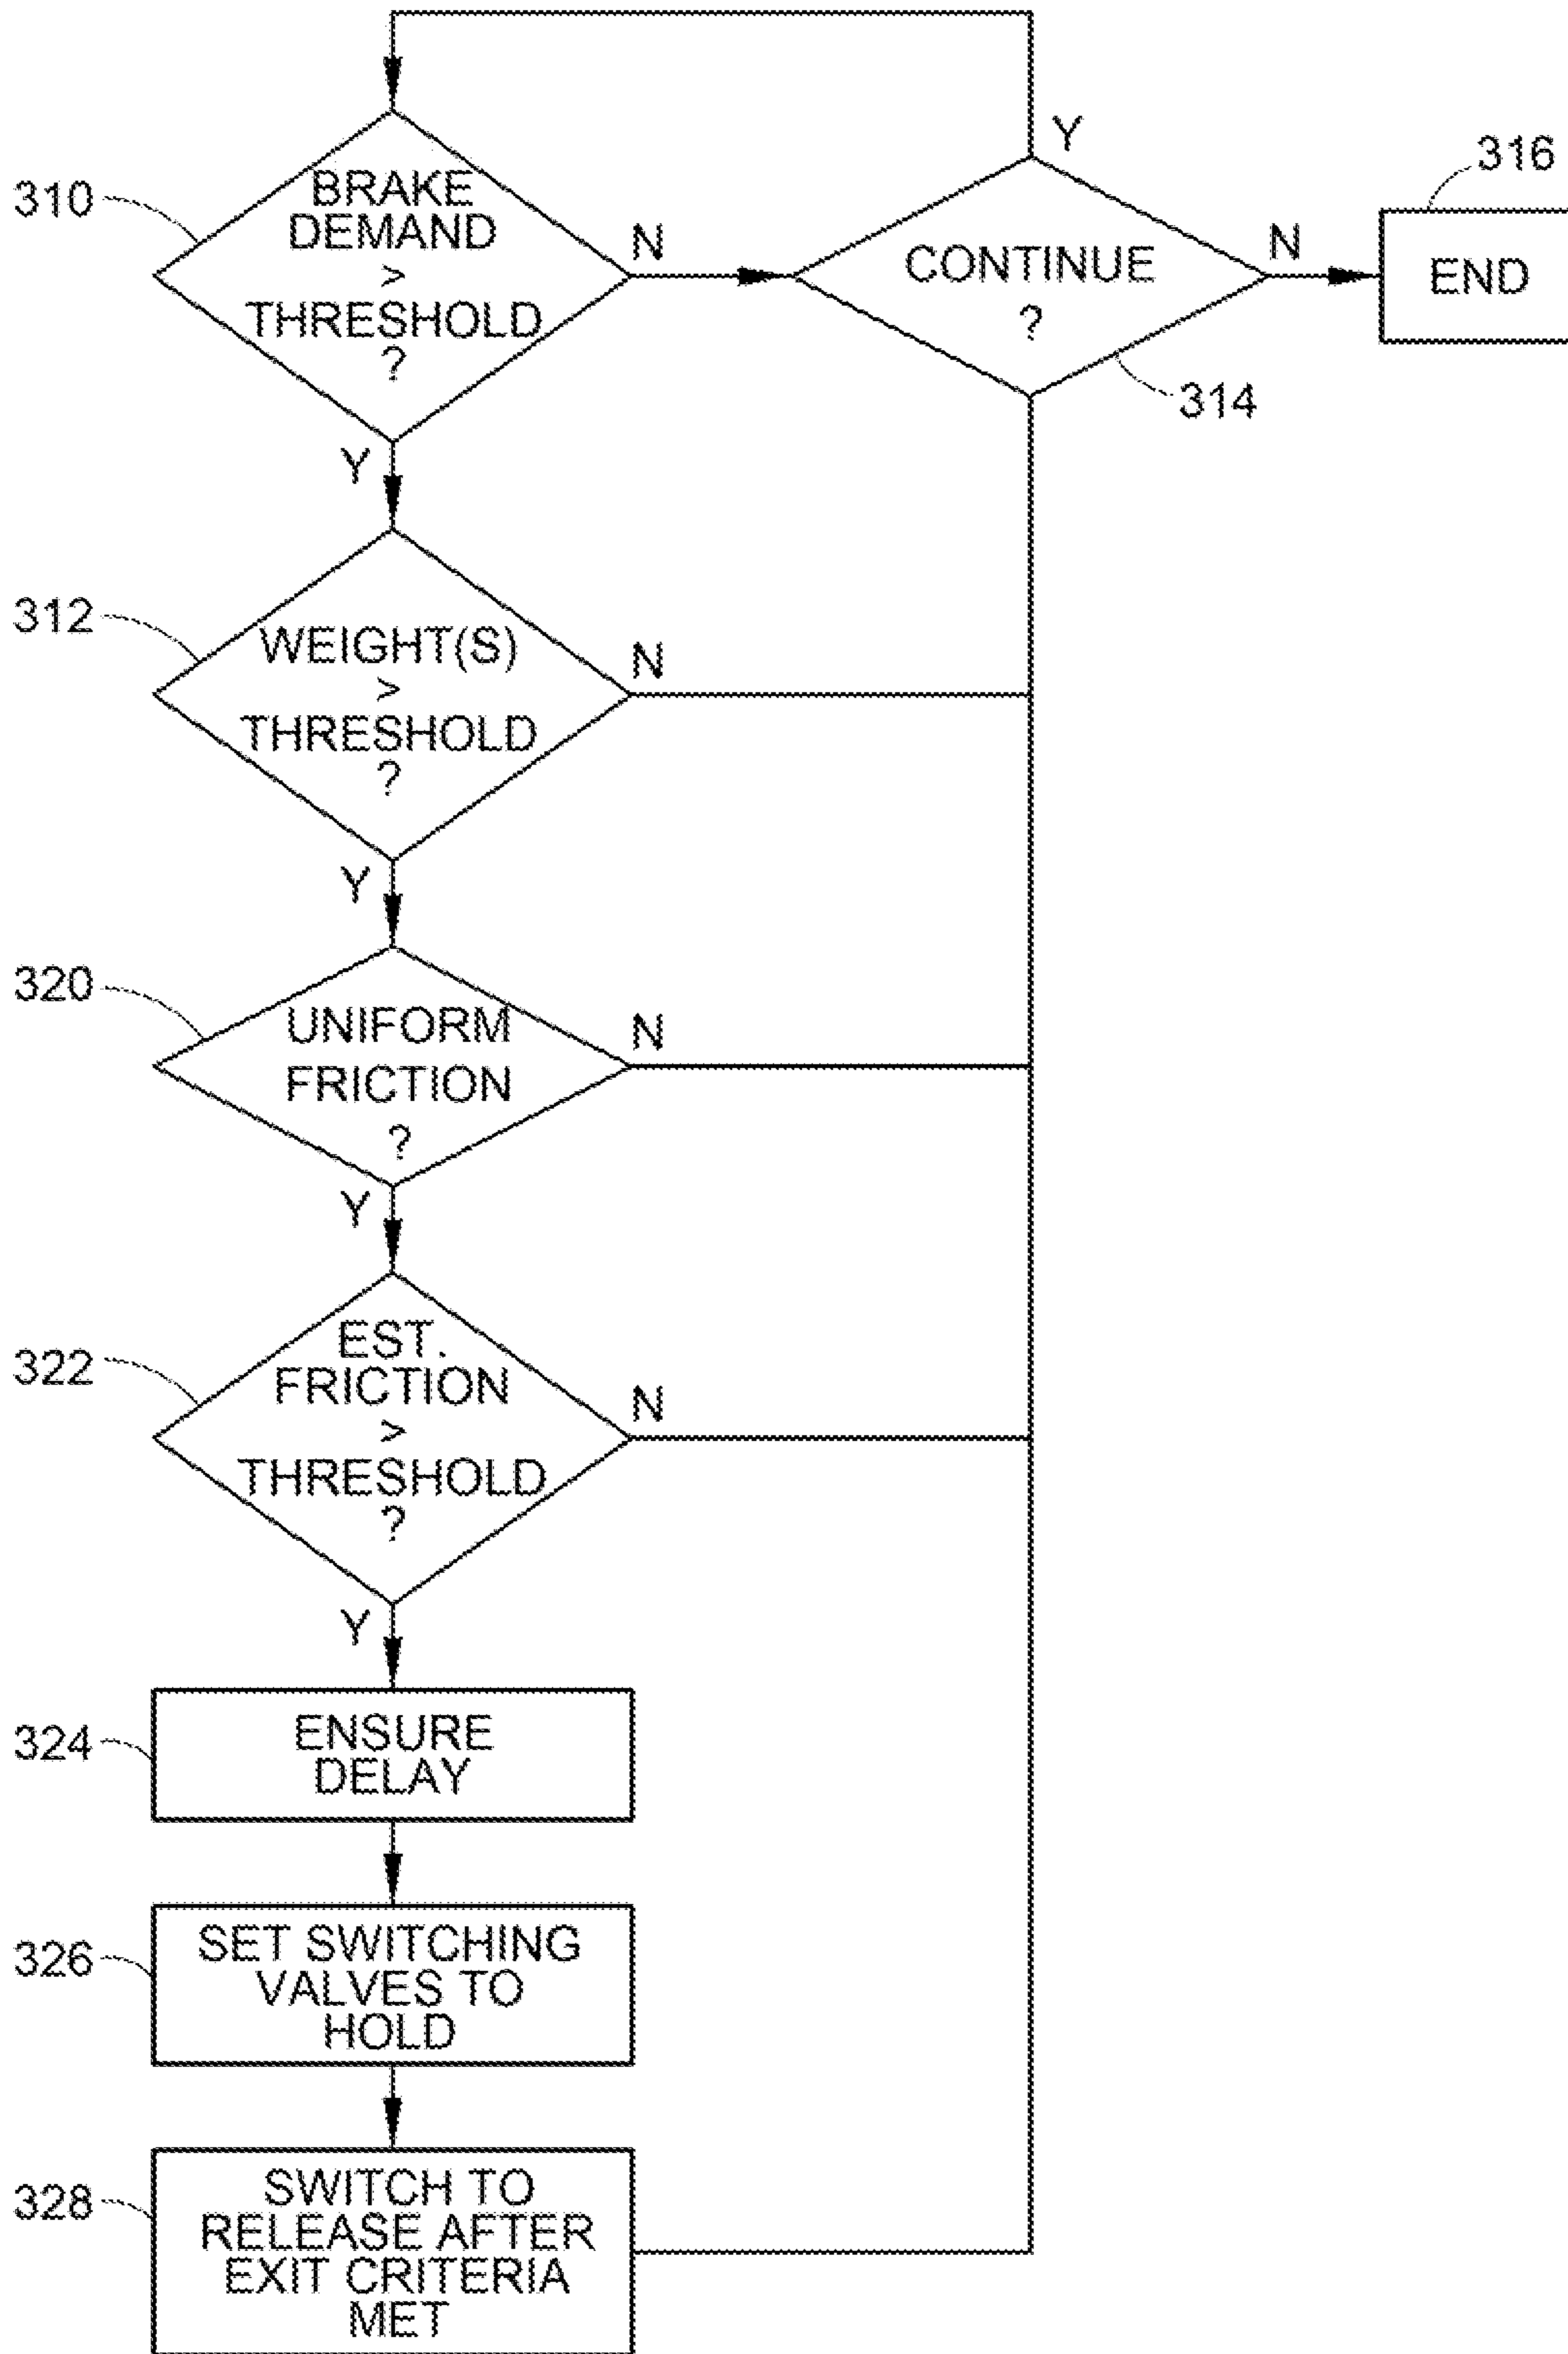 310
BRAKE
DEMAND
>
THRESHOLD
?
N
Y
CONTINUE
?
Y
N
314
316
END
312
WEIGHT(S)
>
THRESHOLD
?
N
Y
320
UNIFORM
FRICTION
?
N
Y
322
EST.
FRICTION
>
THRESHOLD
?
N
Y
324
ENSURE
DELAY
326
SET SWITCHING
VALVES TO
HOLD
328
SWITCH TO
RELEASE AFTER
EXIT CRITERIA
MET